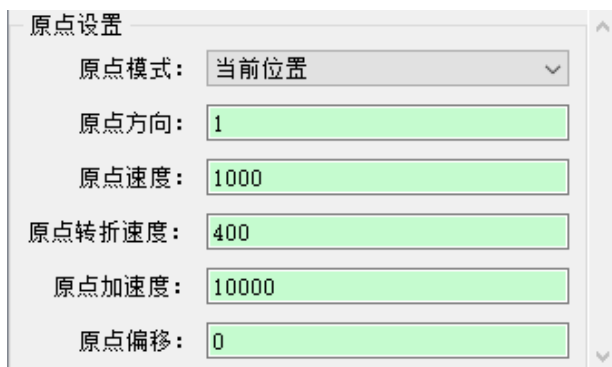 原点设置
原点模式： 当前位置
原点方向： 1
原点速度： 1000
原点转折速度： 400
原点加速度： 10000
原点偏移： 0